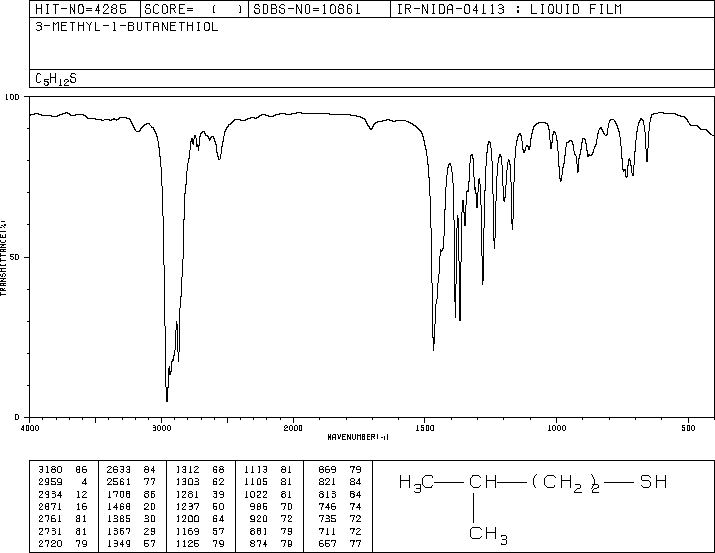 HIT-NO=4285 SCORE= ( ) SDBS-NO=10861 IR-NIDA-04113 : LIQUID FILM
3-METHYL-1-BUTANETHIOL
C5H12S
100
50
0
TRANSMITTANCE(%)
4000 3000 2000 1500 1000 500
WAVENUMBER(-1)
3180 86 2633 84 1312 68 1113 81 869 79
2959 4 2561 77 1303 62 1105 81 821 84
2934 12 1708 86 1281 39 1022 81 813 84
2871 16 1468 20 1237 50 986 70 746 74
2761 81 1385 30 1200 64 920 72 735 72
2731 81 1367 29 1169 57 881 79 711 72
2720 79 1349 57 1125 79 874 79 657 77
H3C CH (CH2)2 SH
CH3